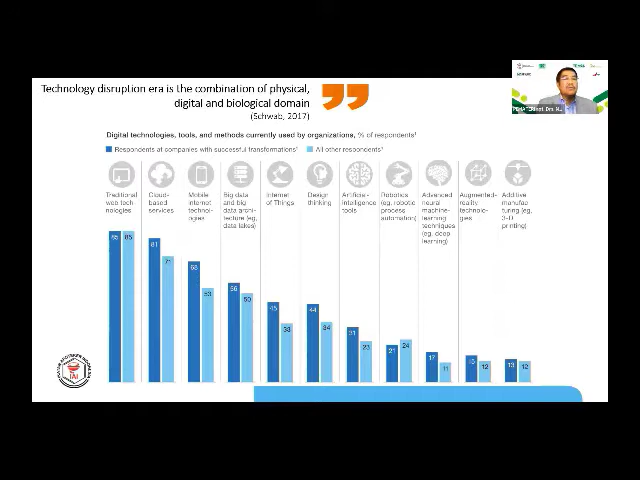 Technology disruption era is the combination of physical,
digital and biological domain
(Schwab, 2017)
Digital technologies, tools, and methods currently used by organizations, % of respondents¹
Respondents at companies with successful transformations²
All other respondents³
Traditional
web tech-
nologies
Cloud-
based
services
Mobile
internet
technol-
ogies
Big data
and big
data archi-
tecture (eg,
data lakes)
Internet
of Things
Design
thinking
Artificial-
intelligence
tools
Robotics
(eg, robotic
process
automation)
Advanced
neural
machine-
learning
techniques
(eg, deep
learning)
Augmented-
reality
technolo-
gies
Additive
manufac-
turing (eg,
3-D
printing)
85 85
81 71
68 53
56 50
45 33
44 34
31 23
21 24
17 11
15 12
13 12
IAI